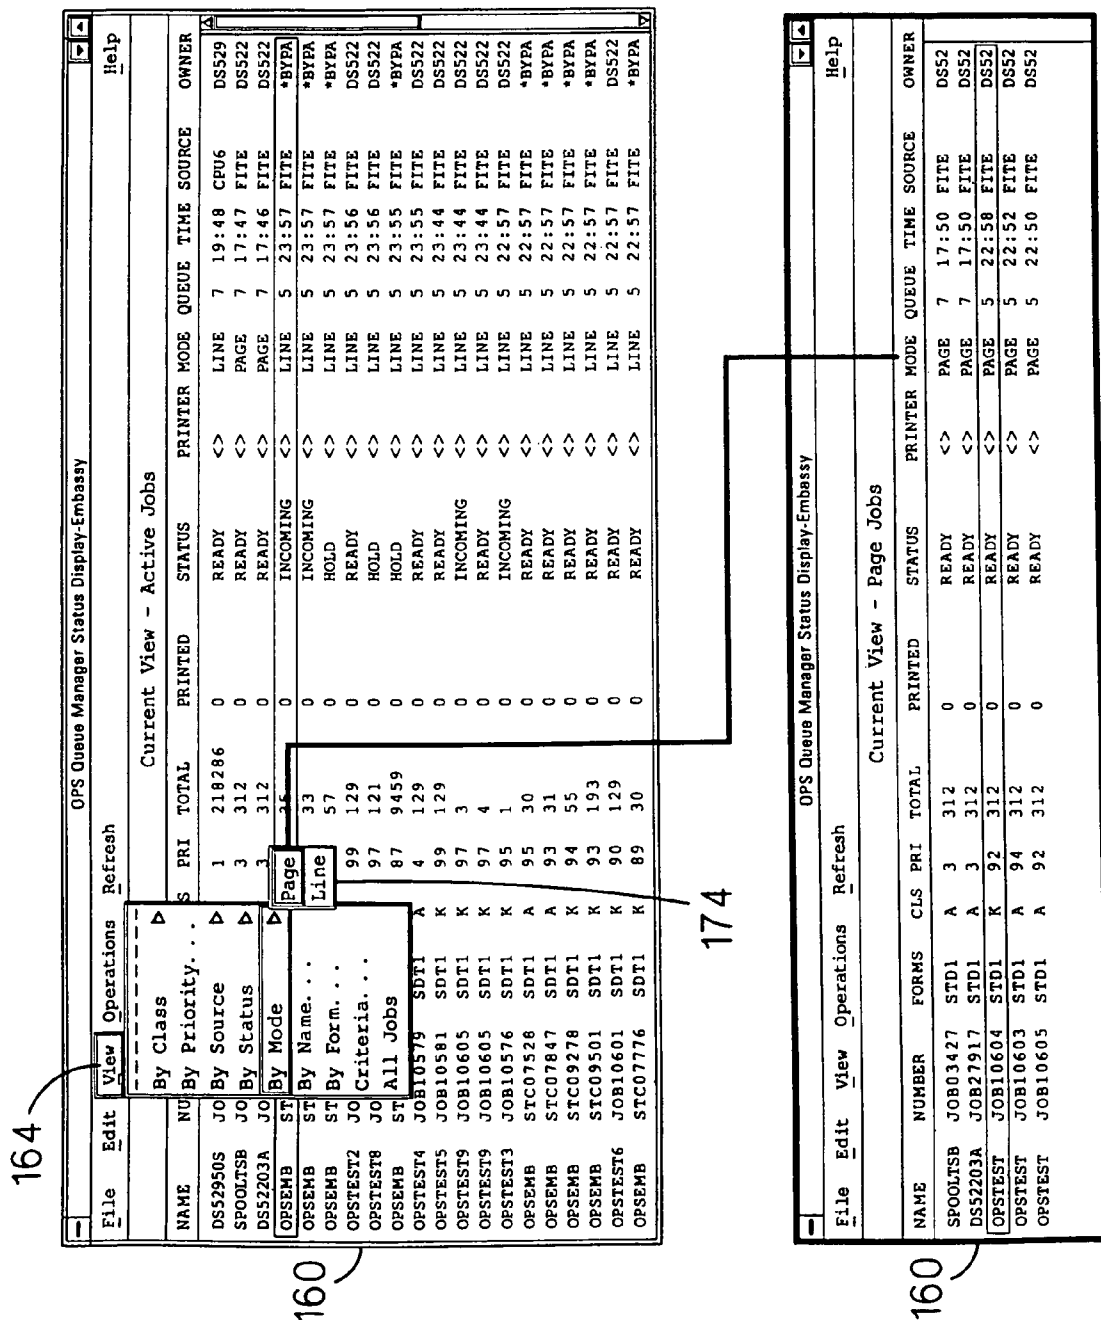 164
OPS Queue Manager Status Display-Embassy
File Edit View Operations Refresh Help
Current View - Active Jobs
NAME NU S PRI TOTAL PRINTED STATUS PRINTER MODE QUEUE TIME SOURCE OWNER
DS52950S JO 1 218286 0 READY <> LINE 7 19:48 CPU6 DS529
SPOOLTSB JO 3 312 0 READY <> PAGE 7 17:47 FITE DS522
DS52203A JO 3 312 0 READY <> PAGE 7 17:46 FITE DS522
OPSEMB ST 0 INCOMING <> LINE 5 23:57 FITE *BYPA
OPSEMB ST 33 0 INCOMING <> LINE 5 23:57 FITE *BYPA
OPSEMB ST 57 0 HOLD <> LINE 5 23:57 FITE *BYPA
OPSTEST2 JO 99 129 0 READY <> LINE 5 23:56 FITE DS522
OPSTEST8 JO 97 121 0 HOLD <> LINE 5 23:56 FITE DS522
OPSEMB ST 87 9459 0 HOLD <> LINE 5 23:55 FITE *BYPA
OPSTEST4 JOB10579 SDT1 A 4 129 0 READY <> LINE 5 23:55 FITE DS522
OPSTEST5 JOB10581 SDT1 K 99 129 0 READY <> LINE 5 23:44 FITE DS522
OPSTEST9 JOB10605 SDT1 K 97 3 0 INCOMING <> LINE 5 23:44 FITE DS522
OPSTEST9 JOB10605 SDT1 K 97 4 0 READY <> LINE 5 23:44 FITE DS522
OPSTEST3 JOB10576 SDT1 K 95 1 0 INCOMING <> LINE 5 22:57 FITE DS522
OPSEMB STC07528 SDT1 A 95 30 0 READY <> LINE 5 22:57 FITE *BYPA
OPSEMB STC07847 SDT1 A 93 31 0 READY <> LINE 5 22:57 FITE *BYPA
OPSEMB STC09278 SDT1 K 94 55 0 READY <> LINE 5 22:57 FITE *BYPA
OPSEMB STC09501 SDT1 K 93 193 0 READY <> LINE 5 22:57 FITE *BYPA
OPSTEST6 JOB10601 SDT1 K 90 129 0 READY <> LINE 5 22:57 FITE DS522
OPSEMB STC07776 SDT1 K 89 30 0 READY <> LINE 5 22:57 FITE *BYPA
By Class
By Priority...
By Source
By Status
By Mode
By Name...
By Form...
Criteria...
All Jobs
Page
Line
160
174
OPS Queue Manager Status Display-Embassy
File Edit View Operations Refresh Help
Current View - Page Jobs
NAME NUMBER FORMS CLS PRI TOTAL PRINTED STATUS PRINTER MODE QUEUE TIME SOURCE OWNER
SPOOLTSB JOB03427 STD1 A 3 312 0 READY <> PAGE 7 17:50 FITE DS52
DS52203A JOB27917 STD1 A 3 312 0 READY <> PAGE 7 17:50 FITE DS52
OPSTEST JOB10604 STD1 K 92 312 0 READY <> PAGE 5 22:58 FITE DS52
OPSTEST JOB10603 STD1 A 94 312 0 READY <> PAGE 5 22:52 FITE DS52
OPSTEST JOB10605 STD1 A 92 312 0 READY <> PAGE 5 22:50 FITE DS52
160